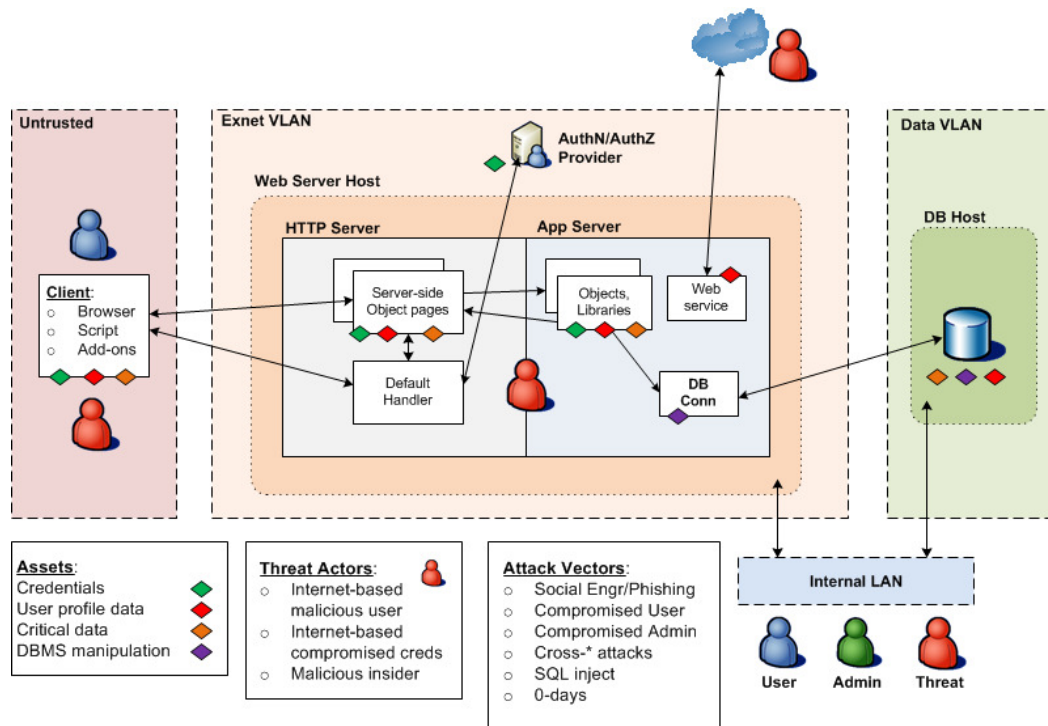 Untrusted
Exnet VLAN
AuthN/AuthZ
Provider
Data VLAN
Web Server Host
DB Host
HTTP Server
App Server
Client:
o Browser
o Script
o Add-ons
Server-side
Object pages
Objects,
Libraries
Web
service
Default
Handler
DB
Conn
Assets:
Credentials
User profile data
Critical data
DBMS manipulation
Threat Actors:
o Internet-based
malicious user
o Internet-based
compromised creds
o Malicious insider
Attack Vectors:
o Social Engr/Phishing
o Compromised User
o Compromised Admin
o Cross-* attacks
o SQL inject
o 0-days
Internal LAN
User
Admin
Threat